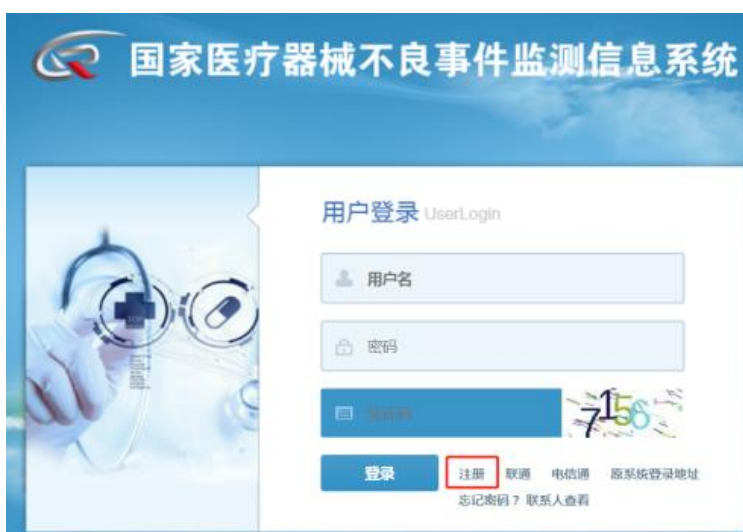 国家医疗器械不良事件监测信息系统
用户登录 UserLogin
用户名
密码
7156
登录 注册 联通 电信通 原系统登录地址
忘记密码？联系人查看